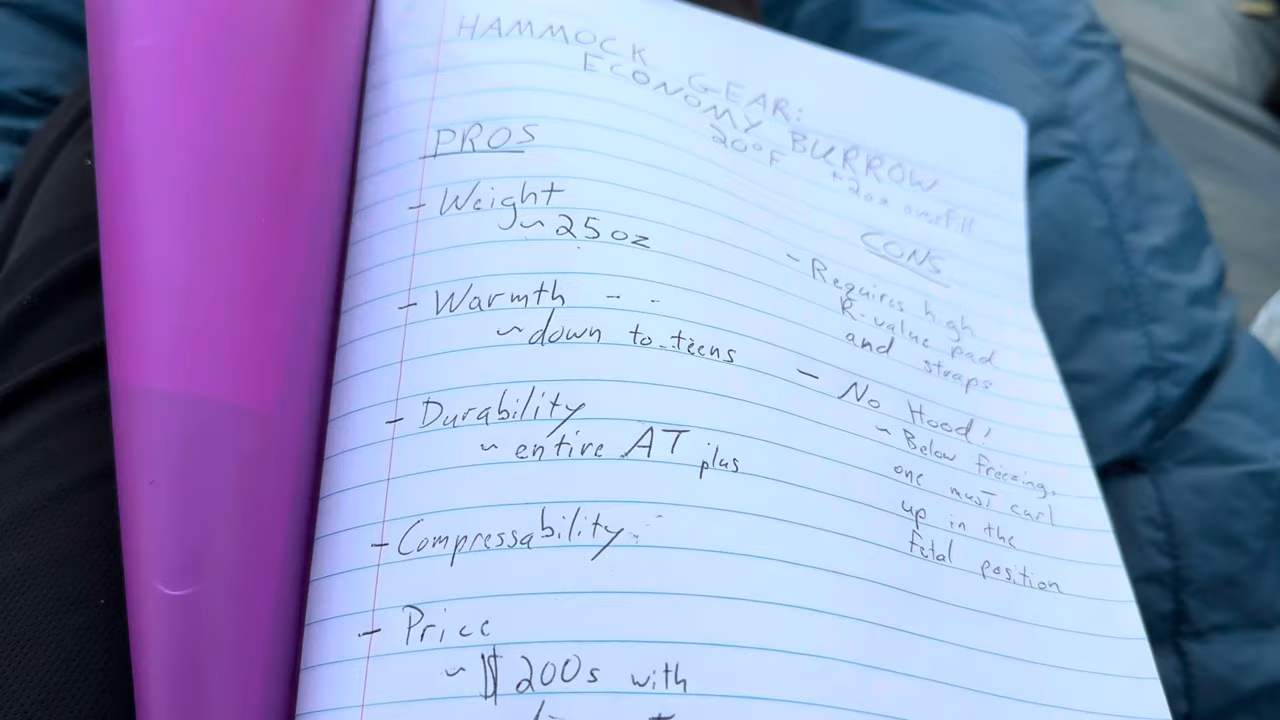 HAMMOCK GEAR:
ECONOMY BURROW
20°F
+2oz overfill
PROS
- Weight
~ 25oz
- Warmth
~ down to teens
- Durability
~ entire AT plus
- Compressability
- Price
~ $200s with
CONS
- Requires high
R-value pad
and straps
- No Hood!
~ Below freezing,
one must curl
up in the
fetal position